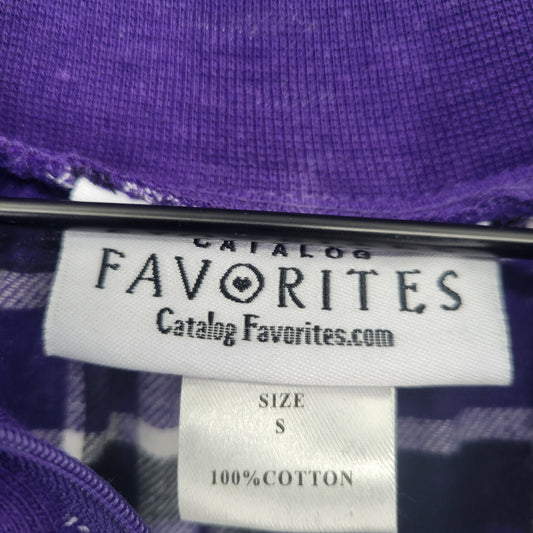 CATALOG
FAVORITES
Catalog Favorites.com
SIZE
S
100%COTTON